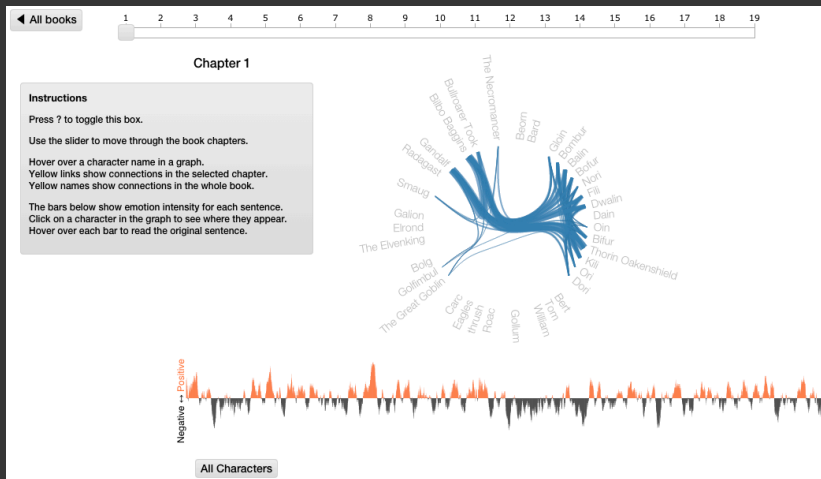 All books
1 2 3 4 5 6 7 8 9 10 11 12 13 14 15 16 17 18 19
Chapter 1
Instructions
Press ? to toggle this box.
Use the slider to move through the book chapters.
Hover over a character name in a graph.
Yellow links show connections in the selected chapter.
Yellow names show connections in the whole book.
The bars below show emotion intensity for each sentence.
Click on a character in the graph to see where they appear.
Hover over each bar to read the original sentence.
The Necromancer
Bullroarer Took
Bilbo Baggins
Gandalf
Radagast
Smaug
Galion
Elrond
The Elvenking
Bolg
Golfimbul
The Great Goblin
Carc
Eagles
thrush
Roac
Gollum
William
Tom
Bert
Dori
Ori
Kili
Thorin Oakenshield
Bifur
Oin
Dain
Dwalin
Fili
Nori
Bofur
Balin
Bombur
Gloin
Bard
Beorn
Negative ↔ Positive
All Characters